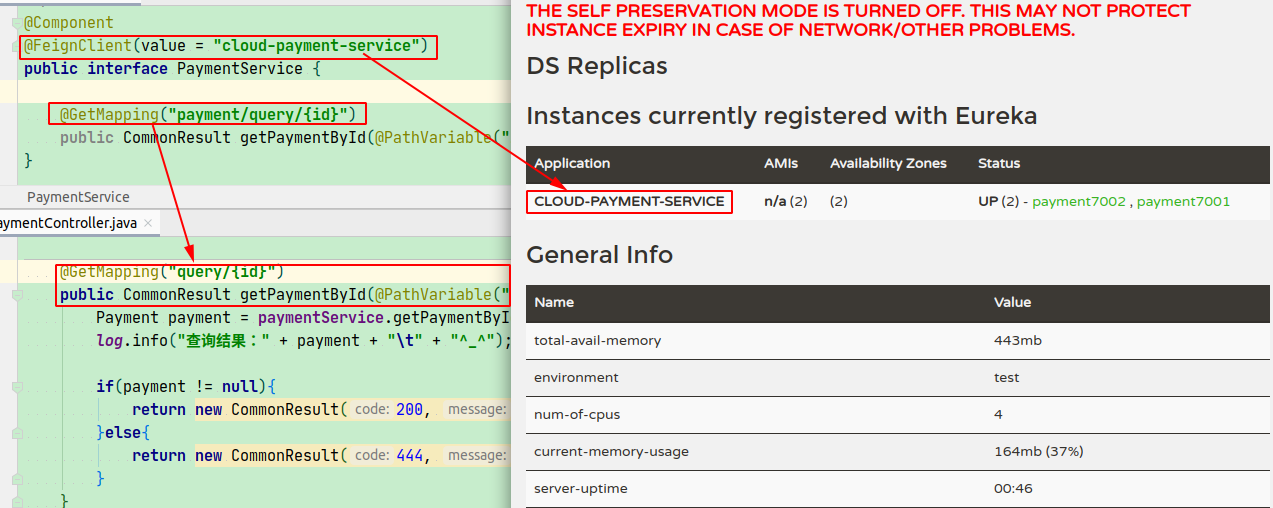 @Component
@FeignClient(value = "cloud-payment-service")
public interface PaymentService {
@GetMapping("payment/query/{id}")
public CommonResult getPaymentById(@PathVariable("
}
PaymentService
aymentController.java
@GetMapping("query/{id}")
public CommonResult getPaymentById(@PathVariable("
Payment payment = paymentService.getPaymentByI
log.info("查询结果：" + payment + "\t" + "^_^");
if(payment != null){
return new CommonResult( code: 200, message:
}else{
return new CommonResult( code: 444, message:
}
}
THE SELF PRESERVATION MODE IS TURNED OFF. THIS MAY NOT PROTECT
INSTANCE EXPIRY IN CASE OF NETWORK/OTHER PROBLEMS.
DS Replicas
Instances currently registered with Eureka
Application AMIs Availability Zones Status
CLOUD-PAYMENT-SERVICE n/a (2) (2) UP (2) - payment7002 , payment7001
General Info
Name Value
total-avail-memory 443mb
environment test
num-of-cpus 4
current-memory-usage 164mb (37%)
server-uptime 00:46